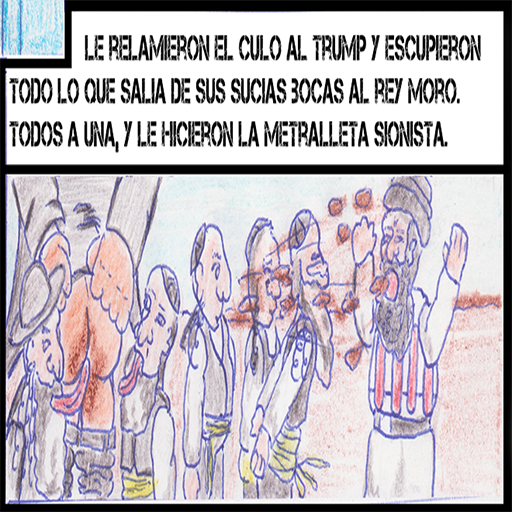 LE RELAMIERON EL CULO AL TRUMP Y ESCUPIERON
TODO LO QUE SALIA DE SUS SUCIAS BOCAS AL REY MORO.
TODOS A UNA, Y LE HICIERON LA METRALLETA SIONISTA.